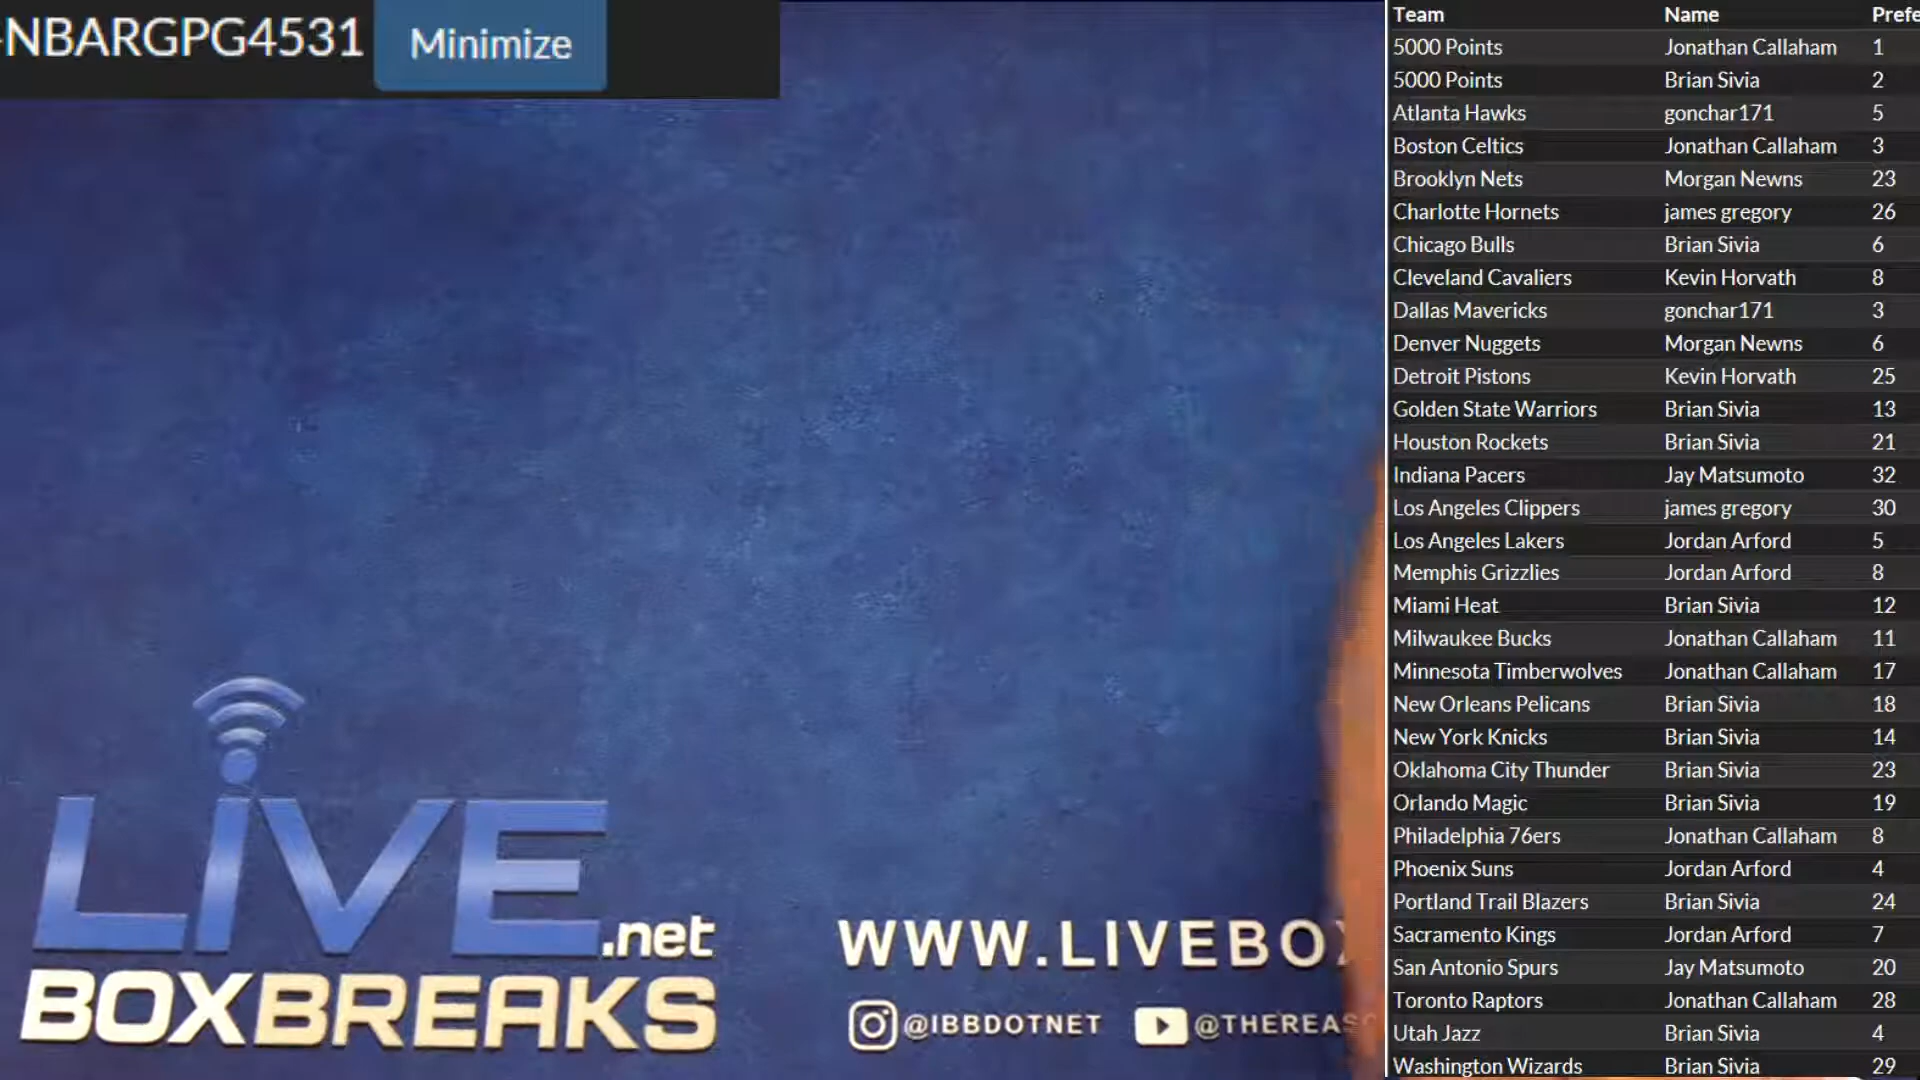 -NBARGPG4531 Minimize
Team Name Prefe
5000 Points Jonathan Callaham 1
5000 Points Brian Sivia 2
Atlanta Hawks gonchar171 5
Boston Celtics Jonathan Callaham 3
Brooklyn Nets Morgan Newns 23
Charlotte Hornets james gregory 26
Chicago Bulls Brian Sivia 6
Cleveland Cavaliers Kevin Horvath 8
Dallas Mavericks gonchar171 3
Denver Nuggets Morgan Newns 6
Detroit Pistons Kevin Horvath 25
Golden State Warriors Brian Sivia 13
Houston Rockets Brian Sivia 21
Indiana Pacers Jay Matsumoto 32
Los Angeles Clippers james gregory 30
Los Angeles Lakers Jordan Arford 5
Memphis Grizzlies Jordan Arford 8
Miami Heat Brian Sivia 12
Milwaukee Bucks Jonathan Callaham 11
Minnesota Timberwolves Jonathan Callaham 17
New Orleans Pelicans Brian Sivia 18
New York Knicks Brian Sivia 14
Oklahoma City Thunder Brian Sivia 23
Orlando Magic Brian Sivia 19
Philadelphia 76ers Jonathan Callaham 8
Phoenix Suns Jordan Arford 4
Portland Trail Blazers Brian Sivia 24
Sacramento Kings Jordan Arford 7
San Antonio Spurs Jay Matsumoto 20
Toronto Raptors Jonathan Callaham 28
Utah Jazz Brian Sivia 4
Washington Wizards Brian Sivia 29
LiVE.net
BOXBREAKS
WWW.LIVEBO
@IBBDOTNET @THEREAS